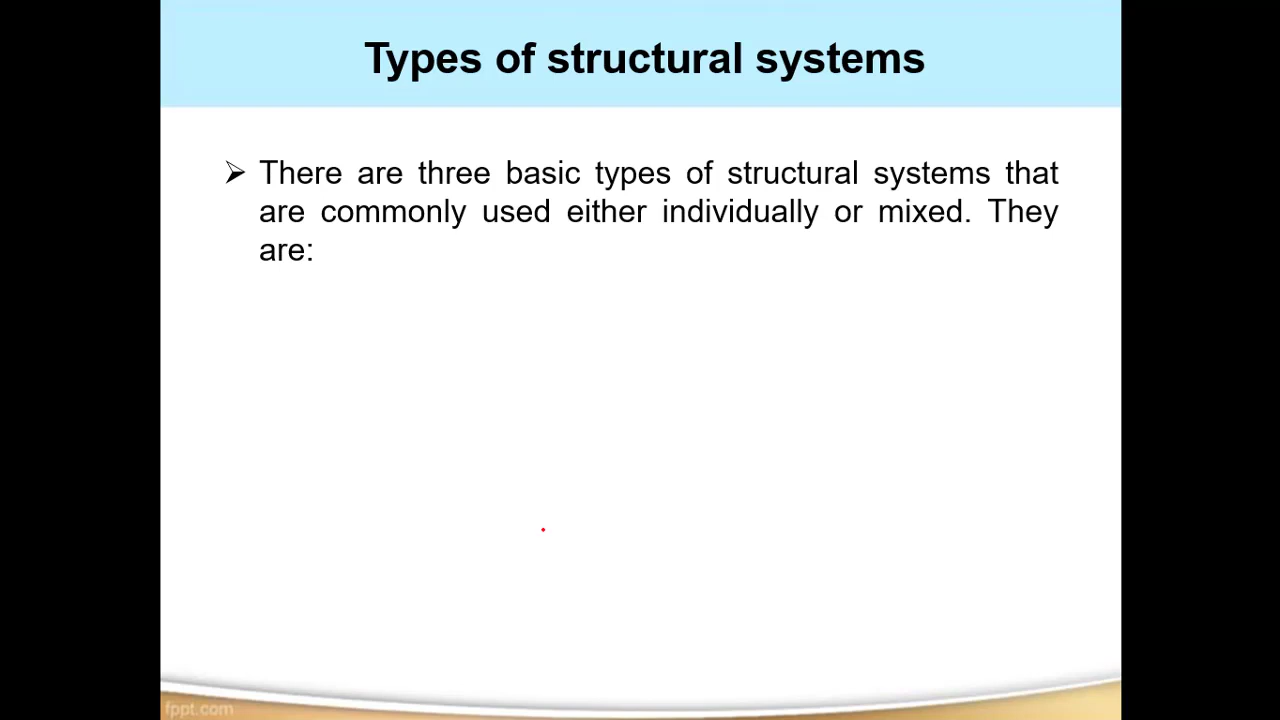 Types of structural systems
➢ There are three basic types of structural systems that
are commonly used either individually or mixed. They
are:
fppt.com